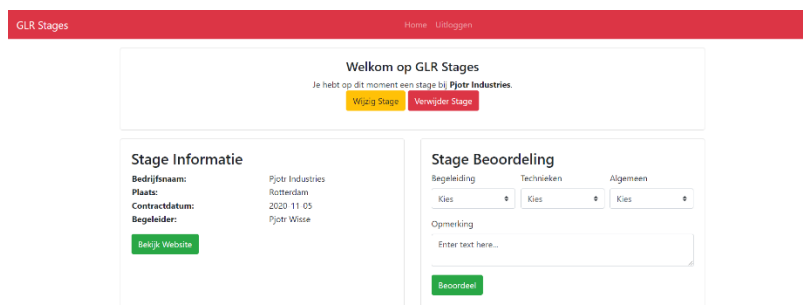 GLR Stages
Home Uitloggen
Welkom op GLR Stages
Je hebt op dit moment een stage bij Pjotr Industries.
Wijzig Stage Verwijder Stage
Stage Informatie
Bedrijfsnaam: Pjotr Industries
Plaats: Rotterdam
Contractdatum: 2020-11-05
Begeleider: Pjotr Wisse
Bekijk Website
Stage Beoordeling
Begeleiding Technieken Algemeen
Kies Kies Kies
Opmerking
Enter text here...
Beoordeel